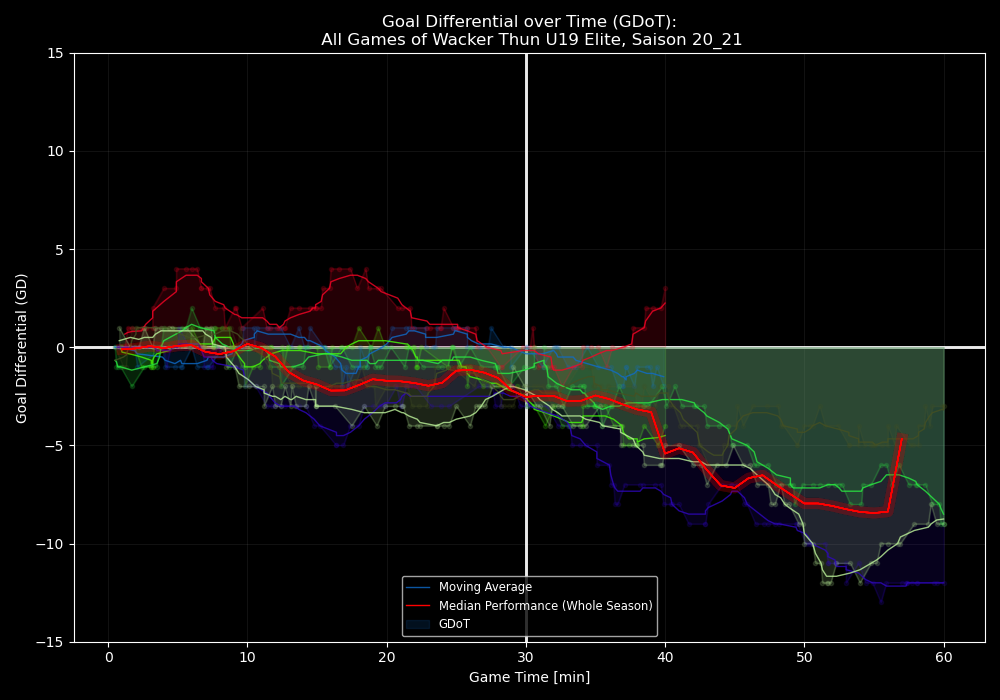 Goal Differential over Time (GDoT):
All Games of Wacker Thun U19 Elite, Saison 20_21
15
10
5
0
−5
−10
−15
Goal Differential (GD)
Moving Average
Median Performance (Whole Season)
GDoT
0 10 20 30 40 50 60
Game Time [min]